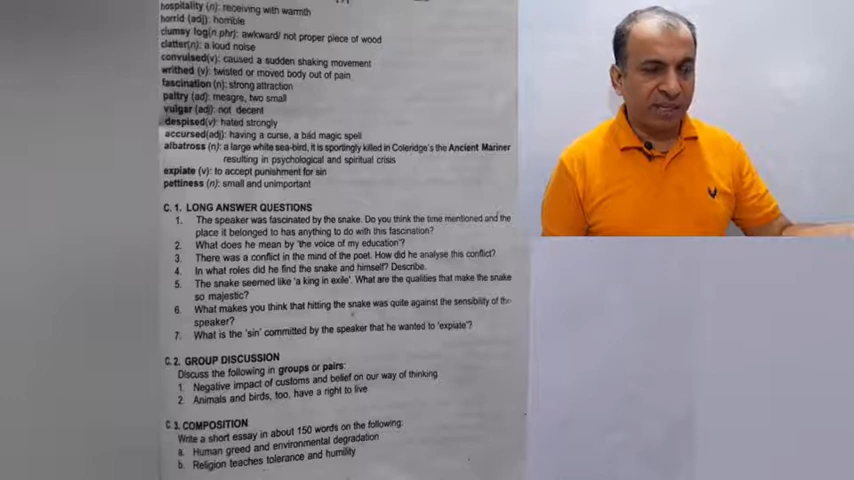 hospitality (n): receiving with warmth
horrid (adj): horrible
clumsy log(n.phr): awkward/ not proper piece of wood
clatter(n): a loud noise
convulsed(v): caused a sudden shaking movement
writhed (v): twisted or moved body out of pain
fascination (n): strong attraction
paltry (ad): meagre, two small
vulgar (adj): not decent
despised(v): hated strongly
accursed(adj): having a curse, a bad magic spell
albatross (n): a large white sea-bird, it is sportingly killed in Coleridge's the Ancient Mariner
resulting in psychological and spiritual crisis
expiate (v): to accept punishment for sin
pettiness (n): small and unimportant
C. 1. LONG ANSWER QUESTIONS
1. The speaker was fascinated by the snake. Do you think the time mentioned and the
place it belonged to has anything to do with this fascination?
2. What does he mean by 'the voice of my education'?
3. There was a conflict in the mind of the poet. How did he analyse this conflict?
4. In what roles did he find the snake and himself? Describe.
5. The snake seemed like 'a king in exile'. What are the qualities that make the snake
so majestic?
6. What makes you think that hitting the snake was quite against the sensibility of the
speaker?
7. What is the 'sin' committed by the speaker that he wanted to 'expiate'?
C. 2. GROUP DISCUSSION
Discuss the following in groups or pairs:
1. Negative impact of customs and belief on our way of thinking
2. Animals and birds, too, have a right to live
C. 3. COMPOSITION
Write a short essay in about 150 words on the following:
a. Human greed and environmental degradation
b. Religion teaches tolerance and humility